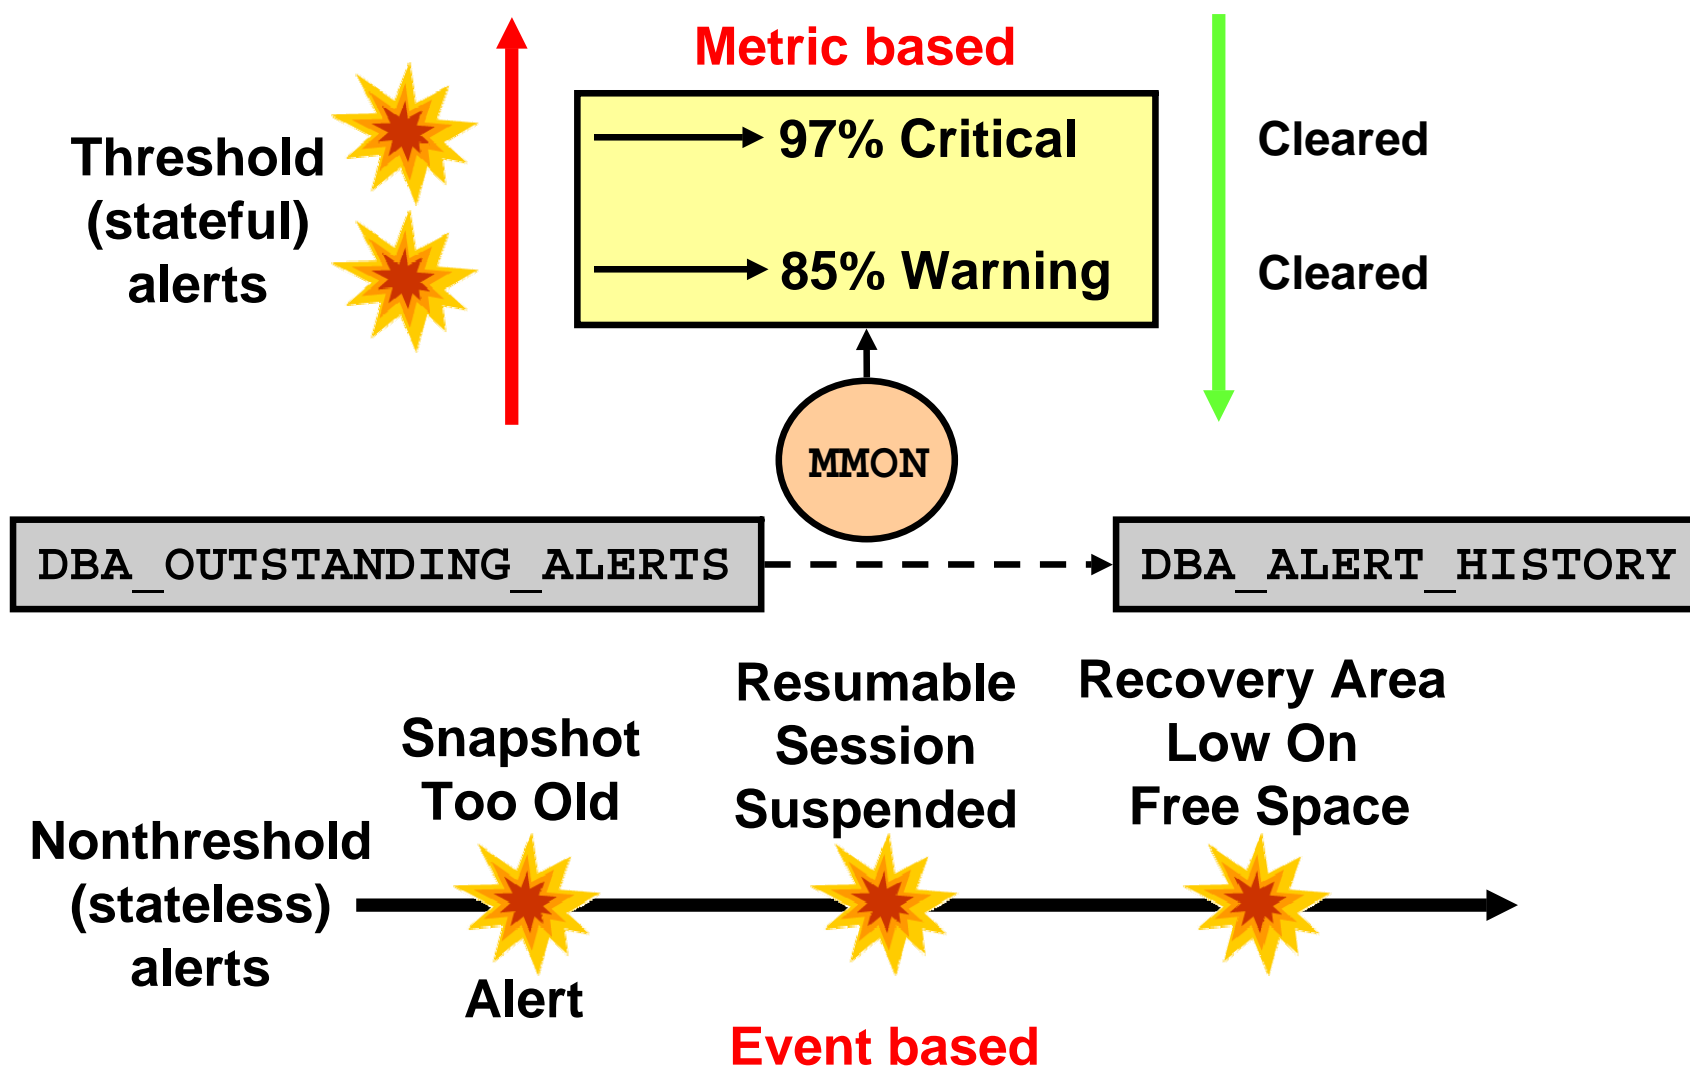 Metric based
Threshold
(stateful)
alerts
97% Critical
85% Warning
Cleared
Cleared
MMON
DBA_OUTSTANDING_ALERTS
DBA_ALERT_HISTORY
Nonthreshold
(stateless)
alerts
Snapshot
Too Old
Alert
Resumable
Session
Suspended
Recovery Area
Low On
Free Space
Event based